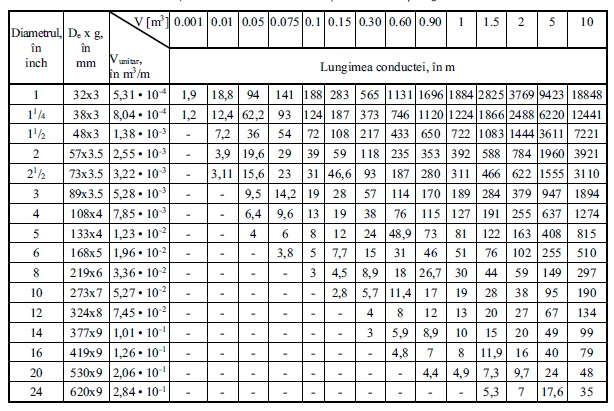 Diametrul, în inch | De x g, în mm | V [m³] Vunitar, în m³/m | 0.001 | 0.01 | 0.05 | 0.075 | 0.1 | 0.15 | 0.30 | 0.60 | 0.90 | 1 | 1.5 | 2 | 5 | 10
Lungimea conductei, în m
1 | 32x3 | 5,31 • 10⁻⁴ | 1,9 | 18,8 | 94 | 141 | 188 | 283 | 565 | 1131 | 1696 | 1884 | 2825 | 3769 | 9423 | 18848
1¹/₄ | 38x3 | 8,04 • 10⁻⁴ | 1,2 | 12,4 | 62,2 | 93 | 124 | 187 | 373 | 746 | 1120 | 1224 | 1866 | 2488 | 6220 | 12441
1¹/₂ | 48x3 | 1,38 • 10⁻³ | - | 7,2 | 36 | 54 | 72 | 108 | 217 | 433 | 650 | 722 | 1083 | 1444 | 3611 | 7221
2 | 57x3.5 | 2,55 • 10⁻³ | - | 3,9 | 19,6 | 29 | 39 | 59 | 118 | 235 | 353 | 392 | 588 | 784 | 1960 | 3921
2¹/₂ | 73x3.5 | 3,22 • 10⁻³ | - | 3,11 | 15,6 | 23 | 31 | 46,6 | 93 | 187 | 280 | 311 | 466 | 622 | 1555 | 3110
3 | 89x3.5 | 5,28 • 10⁻³ | - | - | 9,5 | 14,2 | 19 | 28 | 57 | 114 | 170 | 189 | 284 | 379 | 947 | 1894
4 | 108x4 | 7,85 • 10⁻³ | - | - | 6,4 | 9,6 | 13 | 19 | 38 | 76 | 115 | 127 | 191 | 255 | 637 | 1274
5 | 133x4 | 1,23 • 10⁻² | - | - | 4 | 6 | 8 | 12 | 24 | 48,9 | 73 | 81 | 122 | 163 | 408 | 815
6 | 168x5 | 1,96 • 10⁻² | - | - | - | 3,8 | 5 | 7,7 | 15 | 31 | 46 | 51 | 76 | 102 | 255 | 510
8 | 219x6 | 3,36 • 10⁻² | - | - | - | - | 3 | 4,5 | 8,9 | 18 | 26,7 | 30 | 44 | 59 | 149 | 297
10 | 273x7 | 5,27 • 10⁻² | - | - | - | - | - | 2,8 | 5,7 | 11,4 | 17 | 19 | 28 | 38 | 95 | 190
12 | 324x8 | 7,45 • 10⁻² | - | - | - | - | - | - | 4 | 8 | 12 | 13 | 20 | 27 | 67 | 134
14 | 377x9 | 1,01 • 10⁻¹ | - | - | - | - | - | - | 3 | 5,9 | 8,9 | 10 | 15 | 20 | 49 | 99
16 | 419x9 | 1,26 • 10⁻¹ | - | - | - | - | - | - | - | 4,8 | 7 | 8 | 11,9 | 16 | 40 | 79
20 | 530x9 | 2,06 • 10⁻¹ | - | - | - | - | - | - | - | - | 4,4 | 4,9 | 7,3 | 9,7 | 24 | 48
24 | 620x9 | 2,84 • 10⁻¹ | - | - | - | - | - | - | - | - | - | - | 5,3 | 7 | 17,6 | 35